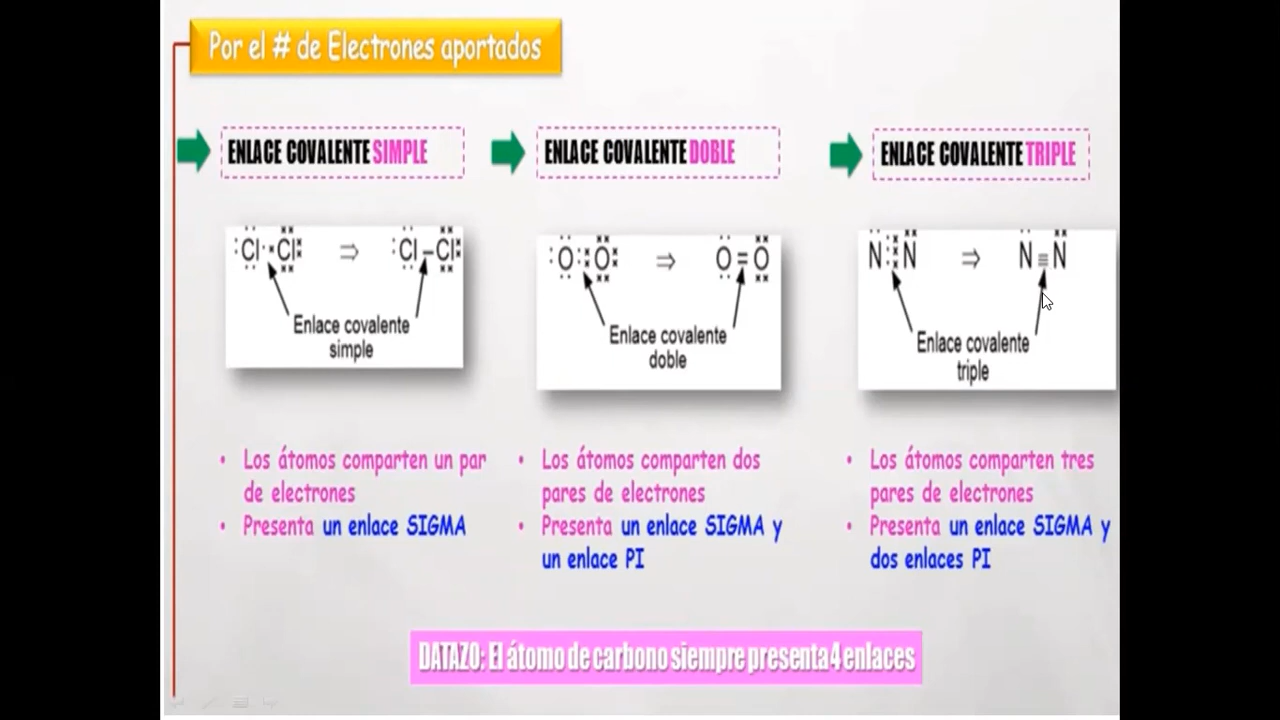 Por el # de Electrones aportados
ENLACE COVALENTE SIMPLE
ENLACE COVALENTE DOBLE
ENLACE COVALENTE TRIPLE
Cl Cl ⇒ Cl – Cl
Enlace covalente
simple
O O ⇒ O = O
Enlace covalente
doble
N N ⇒ N ≡ N
Enlace covalente
triple
• Los átomos comparten un par
de electrones
• Presenta un enlace SIGMA
• Los átomos comparten dos
pares de electrones
• Presenta un enlace SIGMA y
un enlace PI
• Los átomos comparten tres
pares de electrones
• Presenta un enlace SIGMA y
dos enlaces PI
DATAZO: El átomo de carbono siempre presenta 4 enlaces